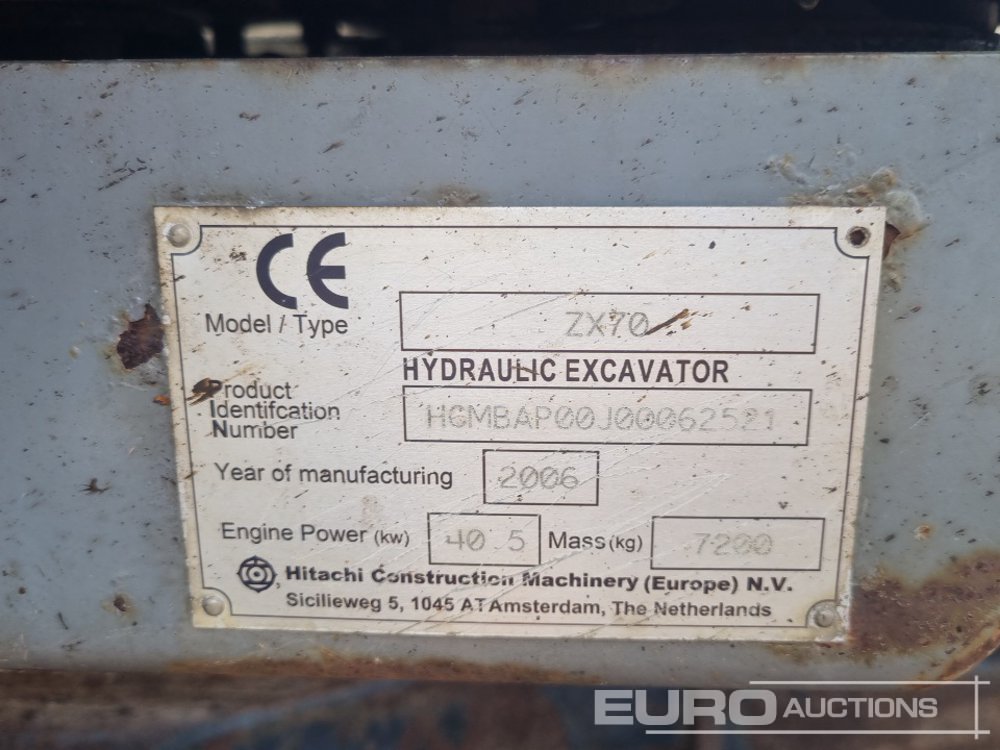 CE
Model / Type
ZX70
HYDRAULIC EXCAVATOR
Product
Identifcation
Number
HCMBAP00J00062521
Year of manufacturing
2006
Engine Power (kw)
40.5
Mass (kg)
7200
Hitachi Construction Machinery (Europe) N.V.
Sicilieweg 5, 1045 AT Amsterdam, The Netherlands
EURO AUCTIONS